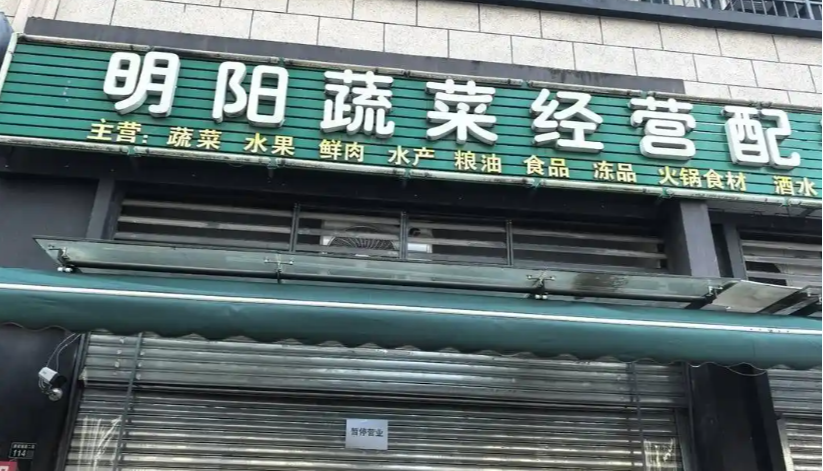 明阳蔬菜经营配
主营: 蔬菜 水果 鲜肉 水产 粮油 食品 冻品 火锅食材 酒水
暂停营业
114